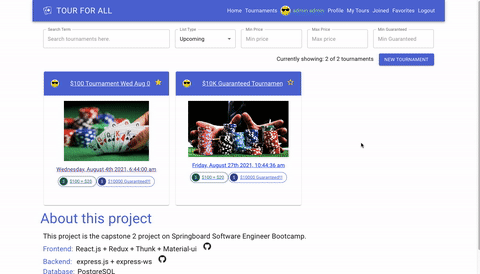 TOUR FOR ALL
Home Tournaments admin admin Profile My Tours Joined Favorites Logout
Search Term
Search tournaments here.
List Type
Upcoming
Min Price
Min price
Max Price
Max price
Min Guaranteed
Min Guaranteed
Currently showing: 2 of 2 tournaments
NEW TOURNAMENT
$100 Tournament Wed Aug 0
$10K Guaranteed Tournamen
Wednesday, August 4th 2021, 6:44:00 am
Friday, August 27th 2021, 10:44:36 am
$100 + $20
$10000 Guaranteed!!!
$100 + $20
$10000 Guaranteed!!!
About this project
This project is the capstone 2 project on Springboard Software Engineer Bootcamp.
Frontend: React.js + Redux + Thunk + Material-ui
Backend: express.js + express-ws
Database: PostgreSQL